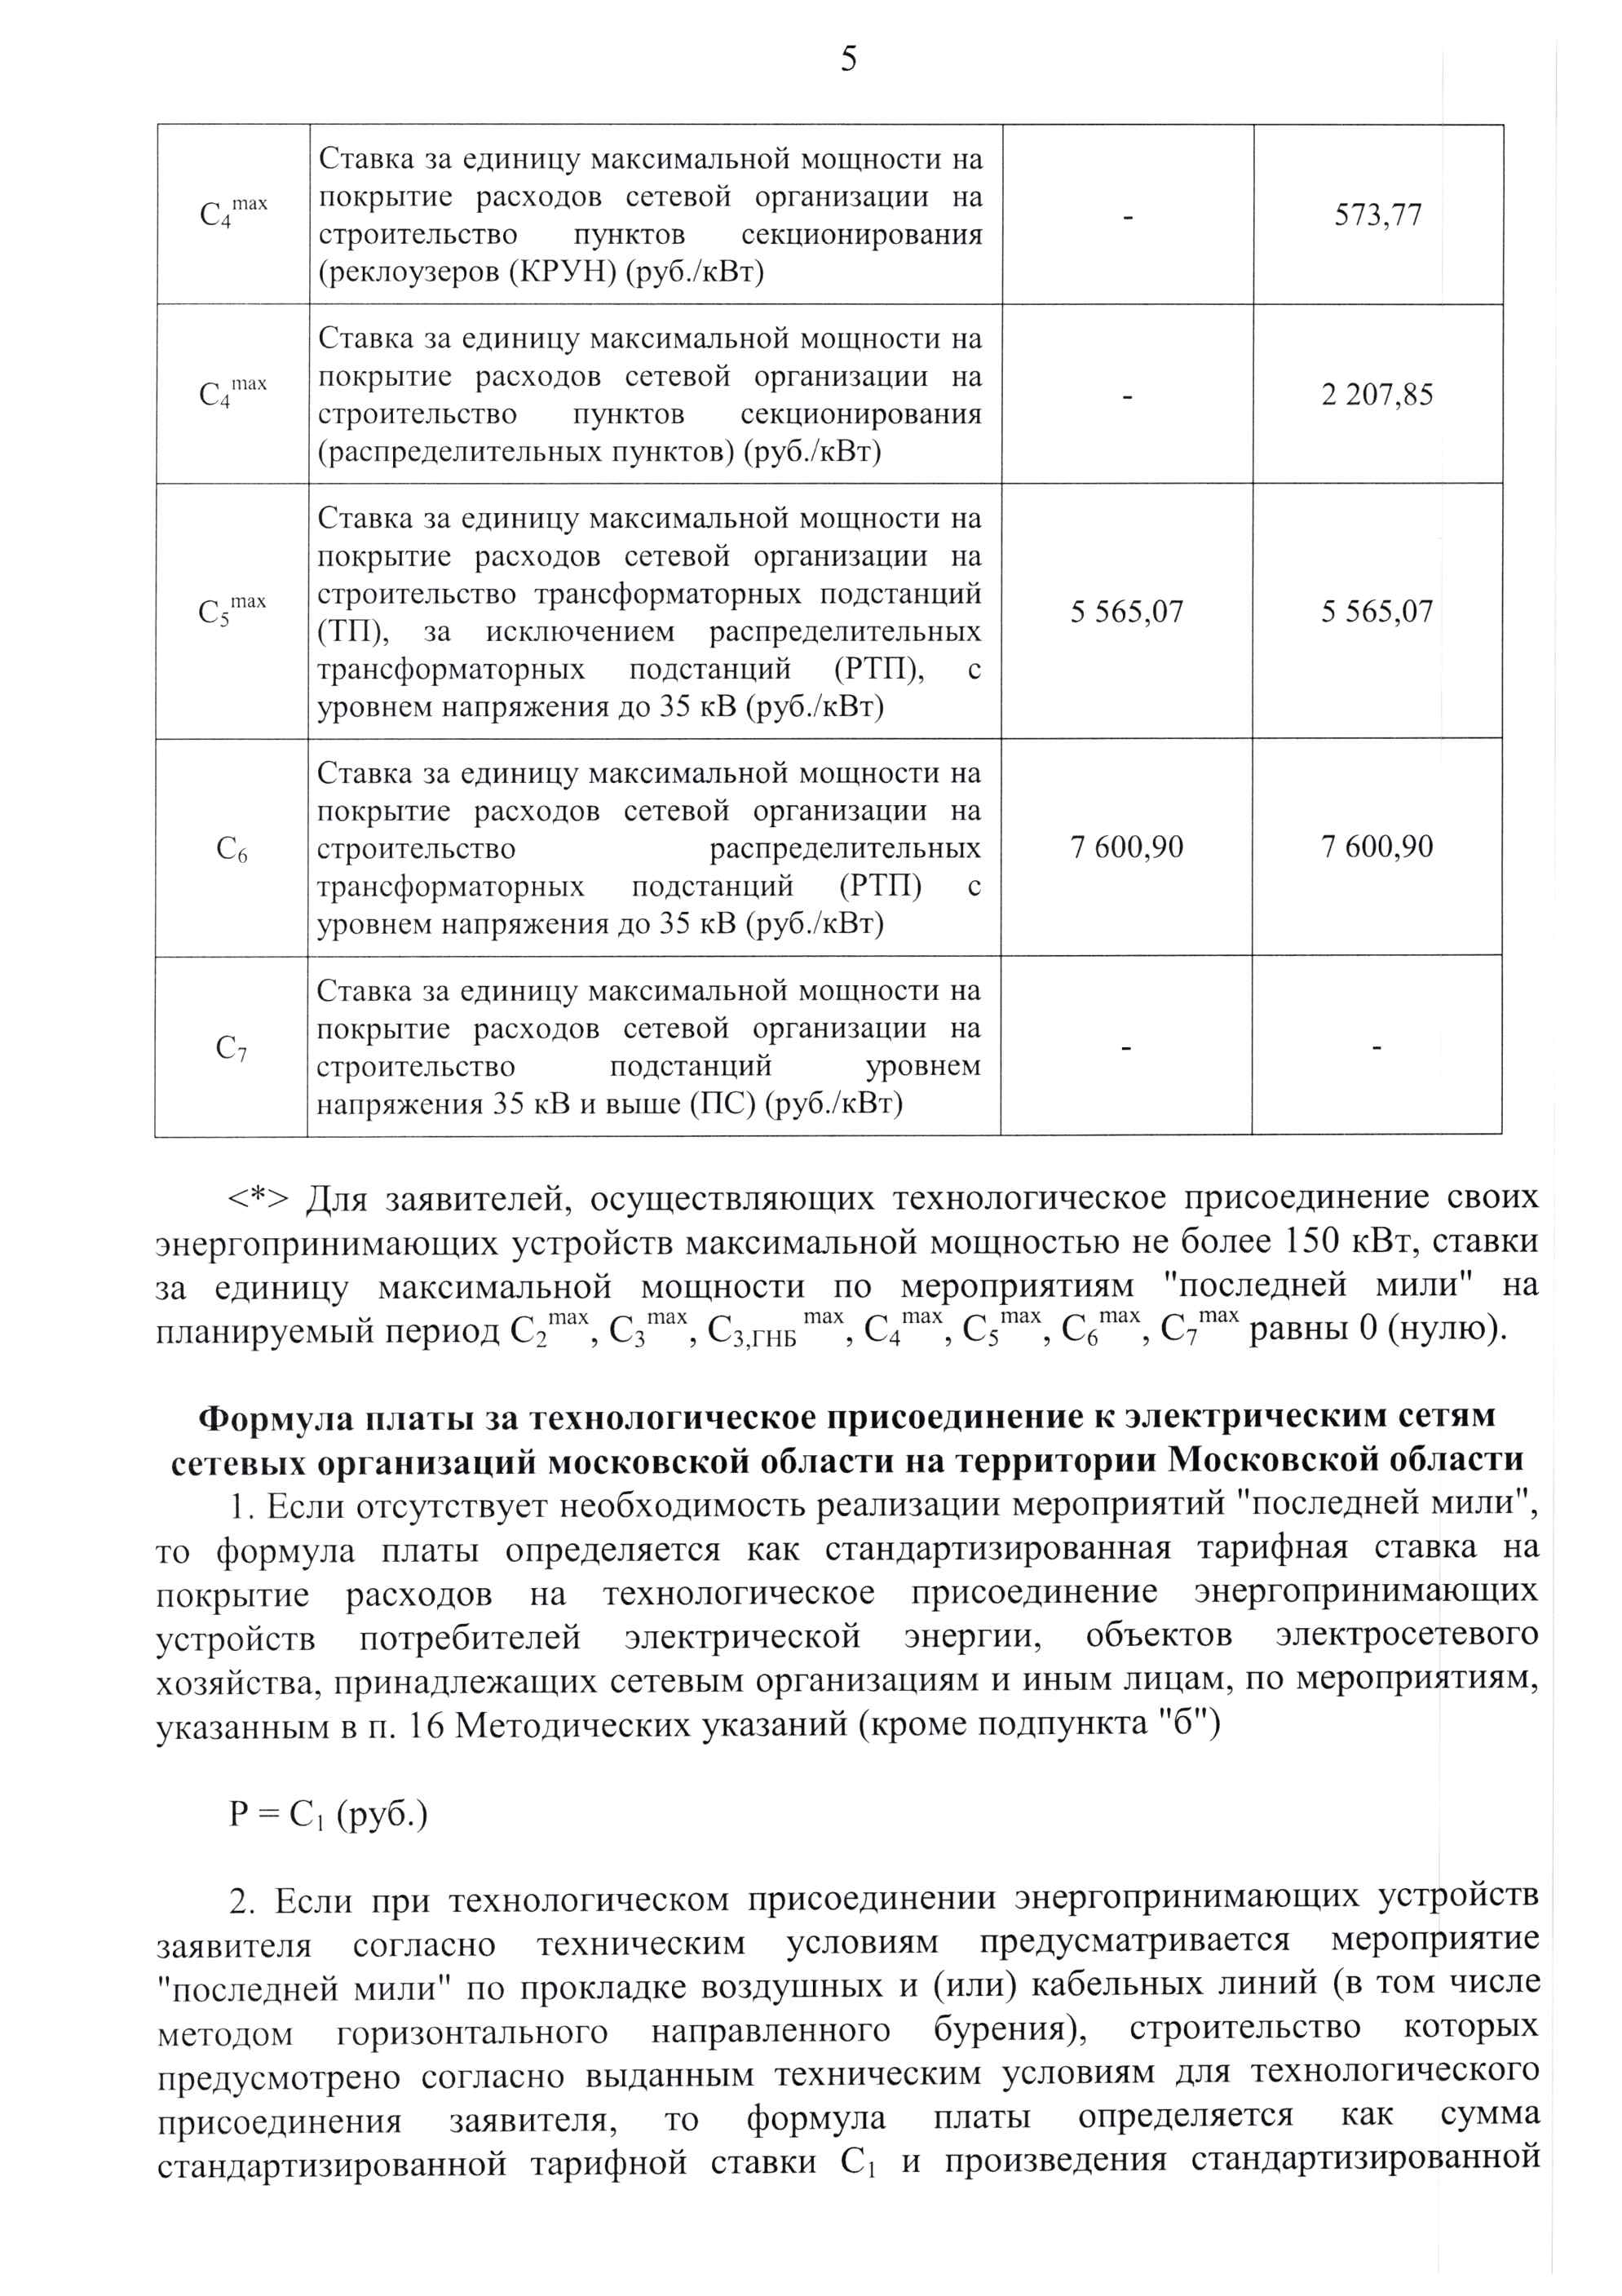 5
C₄ᵐᵃˣ
Ставка за единицу максимальной мощности на
покрытие расходов сетевой организации на
строительство пунктов секционирования
(реклоузеров (КРУН) (руб./кВт)
-
573,77
C₄ᵐᵃˣ
Ставка за единицу максимальной мощности на
покрытие расходов сетевой организации на
строительство пунктов секционирования
(распределительных пунктов) (руб./кВт)
-
2 207,85
C₅ᵐᵃˣ
Ставка за единицу максимальной мощности на
покрытие расходов сетевой организации на
строительство трансформаторных подстанций
(ТП), за исключением распределительных
трансформаторных подстанций (РТП), с
уровнем напряжения до 35 кВ (руб./кВт)
5 565,07
5 565,07
C₆
Ставка за единицу максимальной мощности на
покрытие расходов сетевой организации на
строительство распределительных
трансформаторных подстанций (РТП) с
уровнем напряжения до 35 кВ (руб./кВт)
7 600,90
7 600,90
C₇
Ставка за единицу максимальной мощности на
покрытие расходов сетевой организации на
строительство подстанций уровнем
напряжения 35 кВ и выше (ПС) (руб./кВт)
-
-
<*> Для заявителей, осуществляющих технологическое присоединение своих
энергопринимающих устройств максимальной мощностью не более 150 кВт, ставки
за единицу максимальной мощности по мероприятиям "последней мили" на
планируемый период C₂ᵐᵃˣ, C₃ᵐᵃˣ, C₃,ГНБ ᵐᵃˣ, C₄ᵐᵃˣ, C₅ᵐᵃˣ, C₆ᵐᵃˣ, C₇ᵐᵃˣ равны 0 (нулю).
Формула платы за технологическое присоединение к электрическим сетям
сетевых организаций московской области на территории Московской области
1. Если отсутствует необходимость реализации мероприятий "последней мили",
то формула платы определяется как стандартизированная тарифная ставка на
покрытие расходов на технологическое присоединение энергопринимающих
устройств потребителей электрической энергии, объектов электросетевого
хозяйства, принадлежащих сетевым организациям и иным лицам, по мероприятиям,
указанным в п. 16 Методических указаний (кроме подпункта "б")
P = C₁ (руб.)
2. Если при технологическом присоединении энергопринимающих устройств
заявителя согласно техническим условиям предусматривается мероприятие
"последней мили" по прокладке воздушных и (или) кабельных линий (в том числе
методом горизонтального направленного бурения), строительство которых
предусмотрено согласно выданным техническим условиям для технологического
присоединения заявителя, то формула платы определяется как сумма
стандартизированной тарифной ставки C₁ и произведения стандартизированной